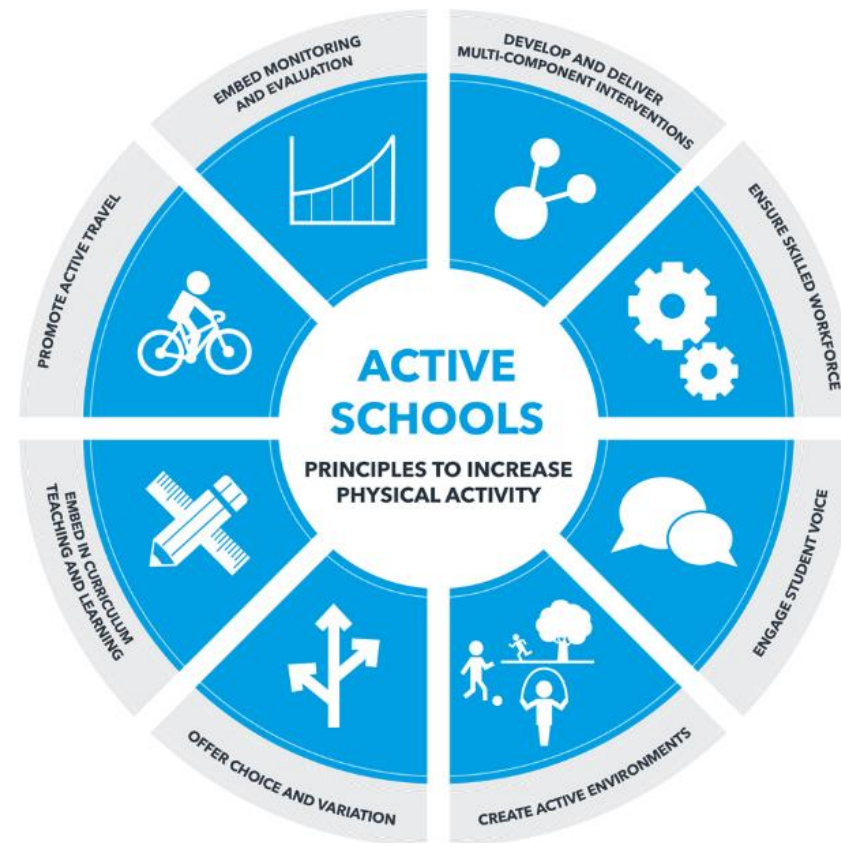 ACTIVE
SCHOOLS
PRINCIPLES TO INCREASE
PHYSICAL ACTIVITY
DEVELOP AND DELIVER
MULTI-COMPONENT INTERVENTIONS
ENSURE SKILLED WORKFORCE
ENGAGE STUDENT VOICE
CREATE ACTIVE ENVIRONMENTS
OFFER CHOICE AND VARIATION
EMBED IN CURRICULUM
TEACHING AND LEARNING
PROMOTE ACTIVE TRAVEL
EMBED MONITORING
AND EVALUATION